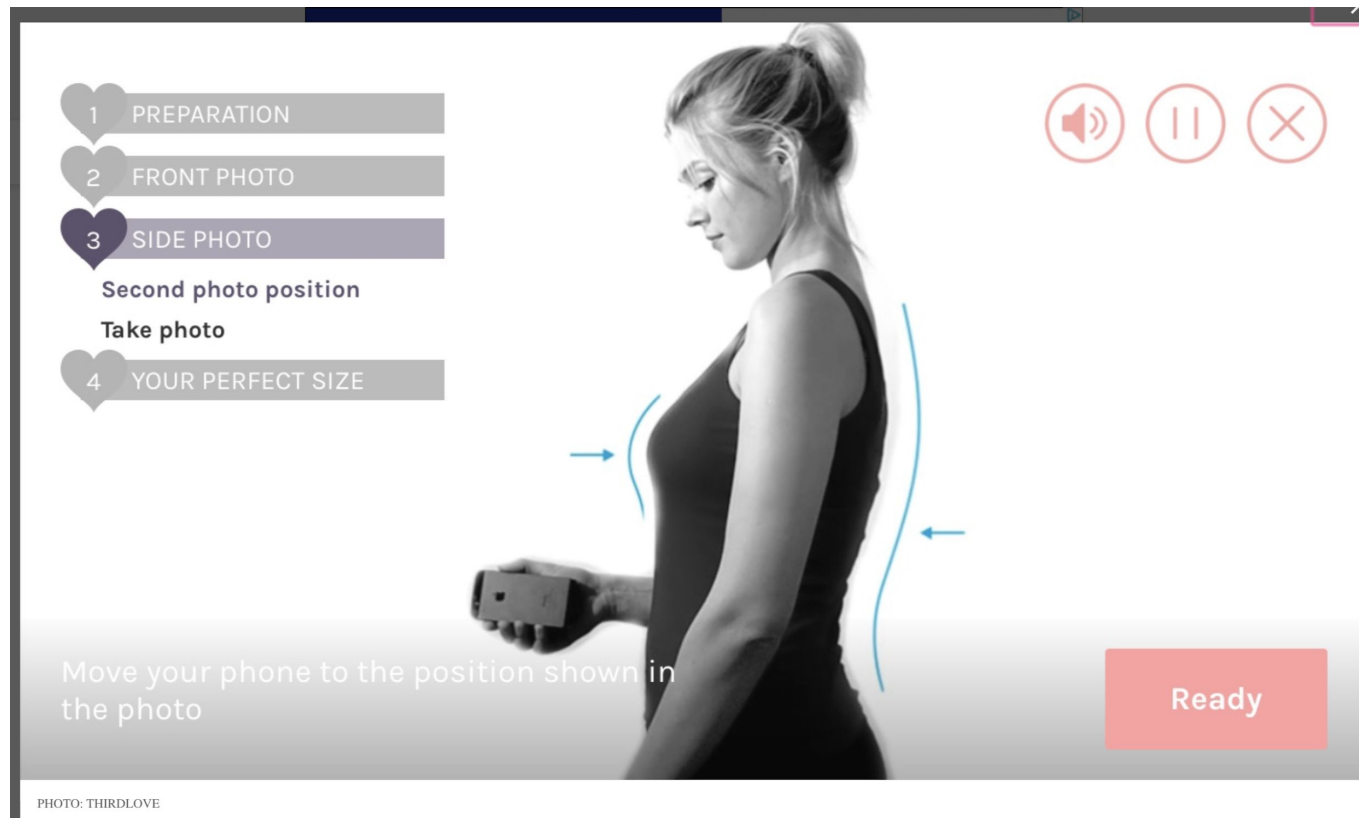 1 PREPARATION
2 FRONT PHOTO
3 SIDE PHOTO
Second photo position
Take photo
4 YOUR PERFECT SIZE
Move your phone to the position shown in
the photo
Ready
PHOTO: THIRDLOVE